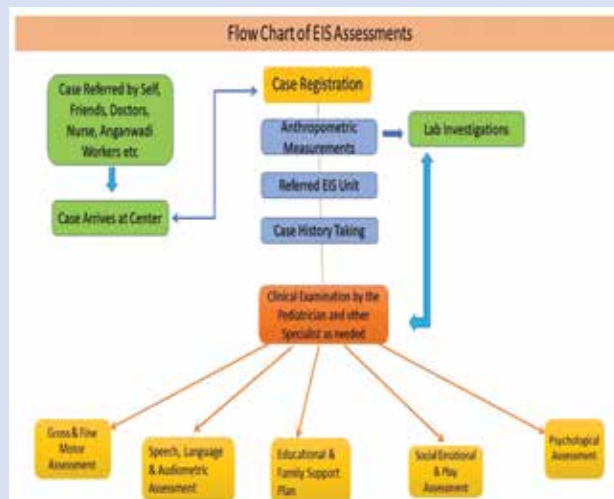 Flow Chart of EIS Assessments
Case Referred by Self,
Friends, Doctors,
Nurse, Anganwadi
Workers etc
Case Arrives at Center
Case Registration
Anthropometric
Measurements
Lab Investigations
Referred EIS Unit
Case History Taking
Clinical Examination by the
Pediatrician and other
Specialist as needed
Gross & Fine
Motor
Assessment
Speech, Language
& Audiometric
Assessment
Educational &
Family Support
Plan
Social Emotional
& Play
Assessment
Psychological
Assessment